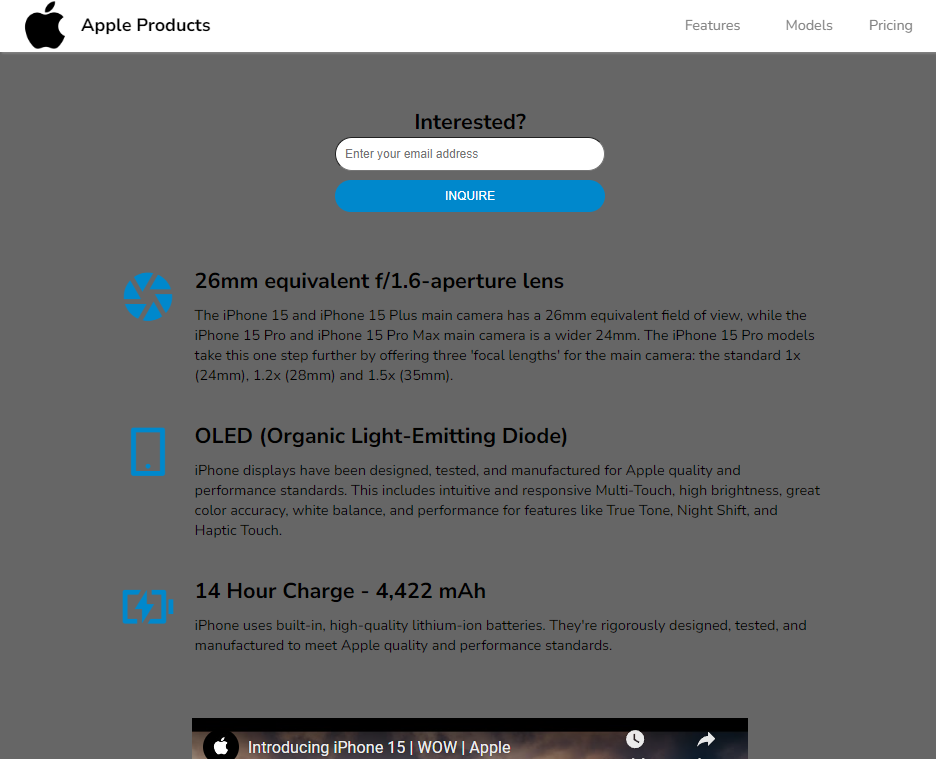 Apple Products
Features
Models
Pricing
Interested?
Enter your email address
INQUIRE
26mm equivalent f/1.6-aperture lens
The iPhone 15 and iPhone 15 Plus main camera has a 26mm equivalent field of view, while the
iPhone 15 Pro and iPhone 15 Pro Max main camera is a wider 24mm. The iPhone 15 Pro models
take this one step further by offering three 'focal lengths' for the main camera: the standard 1x
(24mm), 1.2x (28mm) and 1.5x (35mm).
OLED (Organic Light-Emitting Diode)
iPhone displays have been designed, tested, and manufactured for Apple quality and
performance standards. This includes intuitive and responsive Multi-Touch, high brightness, great
color accuracy, white balance, and performance for features like True Tone, Night Shift, and
Haptic Touch.
14 Hour Charge - 4,422 mAh
iPhone uses built-in, high-quality lithium-ion batteries. They're rigorously designed, tested, and
manufactured to meet Apple quality and performance standards.
Introducing iPhone 15 | WOW | Apple